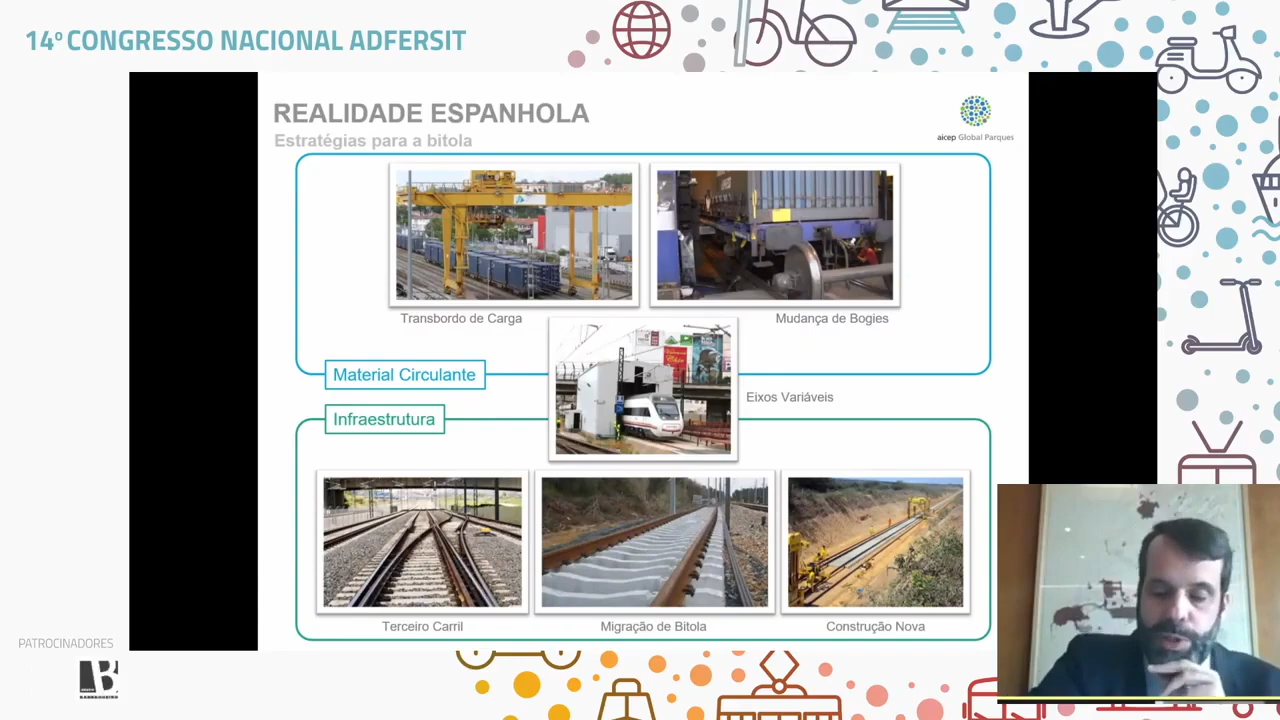 14º CONGRESSO NACIONAL ADFERSIT
REALIDADE ESPANHOLA
Estratégias para a bitola
aicep Global Parques
Transbordo de Carga
Mudança de Bogies
Material Circulante
Eixos Variáveis
Infraestrutura
Terceiro Carril
Migração de Bitola
Construção Nova
PATROCINADORES